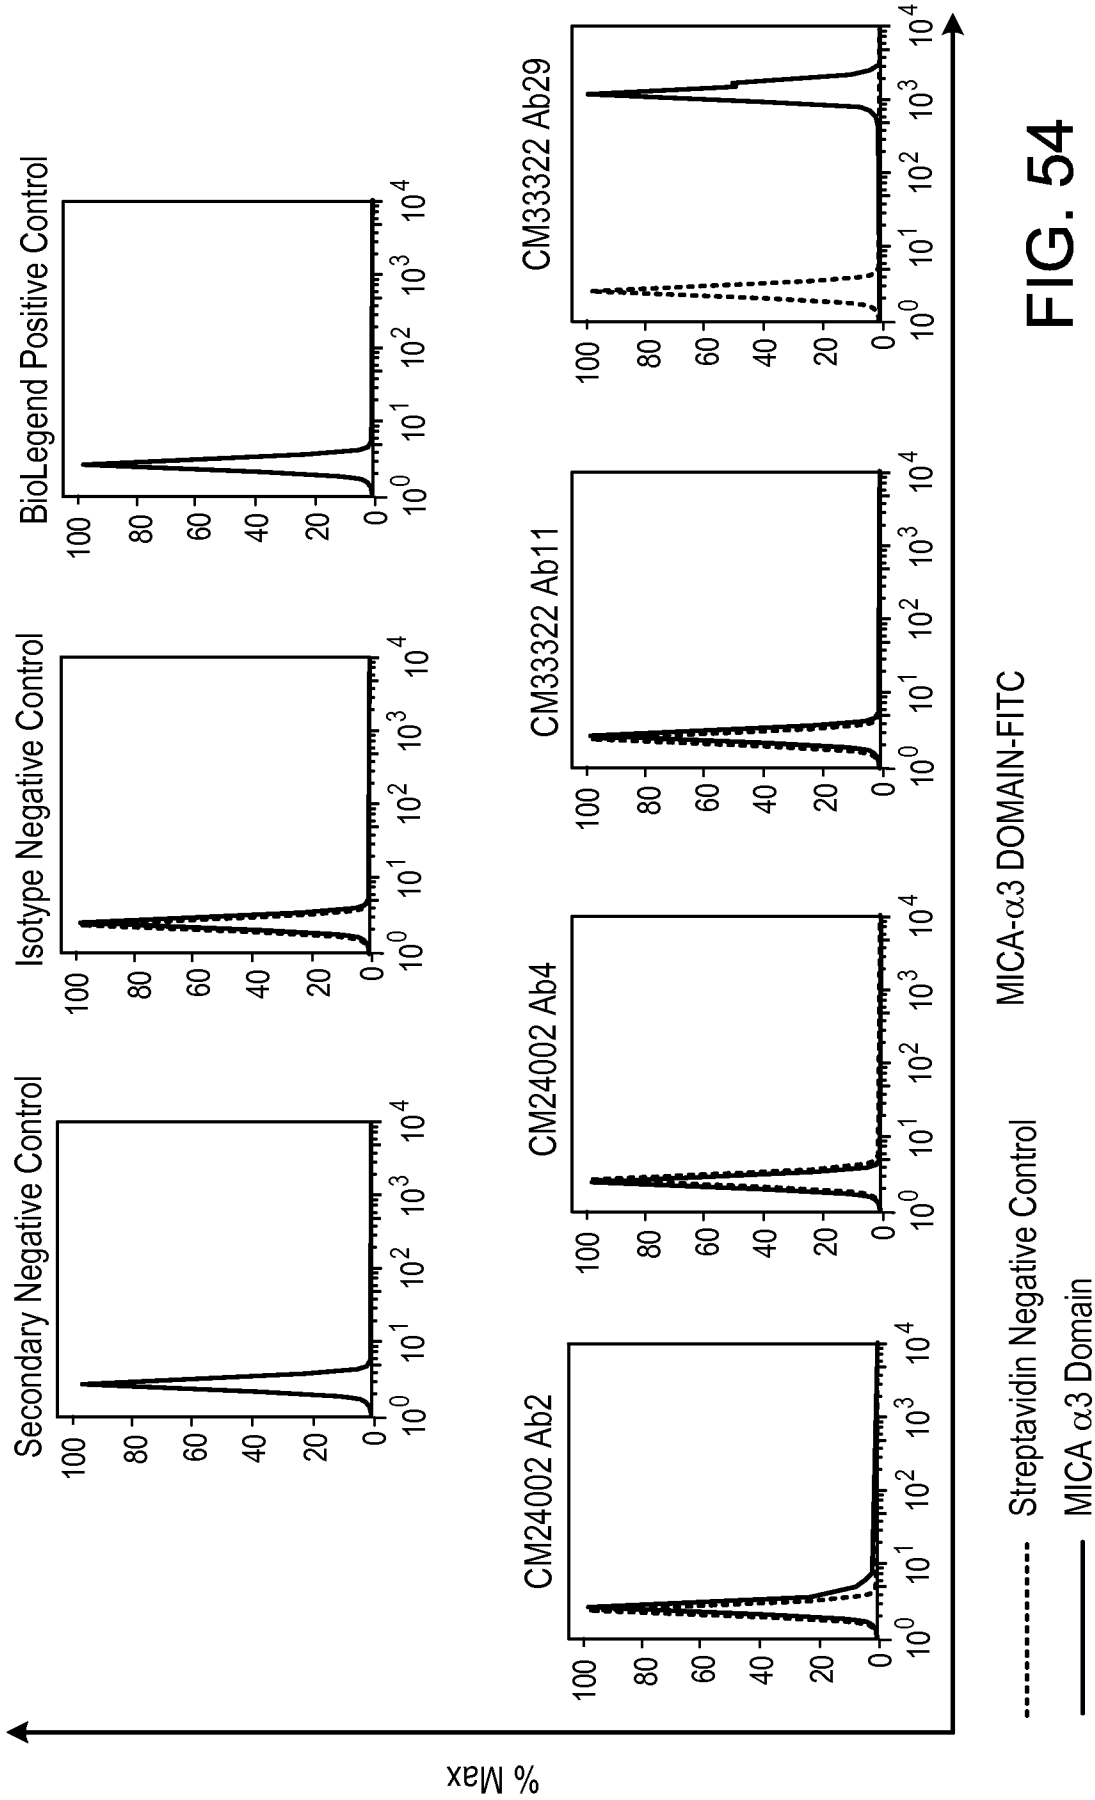 Secondary Negative Control
100
80
60
40
20
0
10^0 10^1 10^2 10^3 10^4
Isotype Negative Control
100
80
60
40
20
0
10^0 10^1 10^2 10^3 10^4
BioLegend Positive Control
100
80
60
40
20
0
10^0 10^1 10^2 10^3 10^4
% Max
CM24002 Ab2
100
80
60
40
20
0
10^0 10^1 10^2 10^3 10^4
CM24002 Ab4
100
80
60
40
20
0
10^0 10^1 10^2 10^3 10^4
CM33322 Ab11
100
80
60
40
20
0
10^0 10^1 10^2 10^3 10^4
CM33322 Ab29
100
80
60
40
20
0
10^0 10^1 10^2 10^3 10^4
MICA-α3 DOMAIN-FITC
Streptavidin Negative Control
MICA α3 Domain
FIG. 54